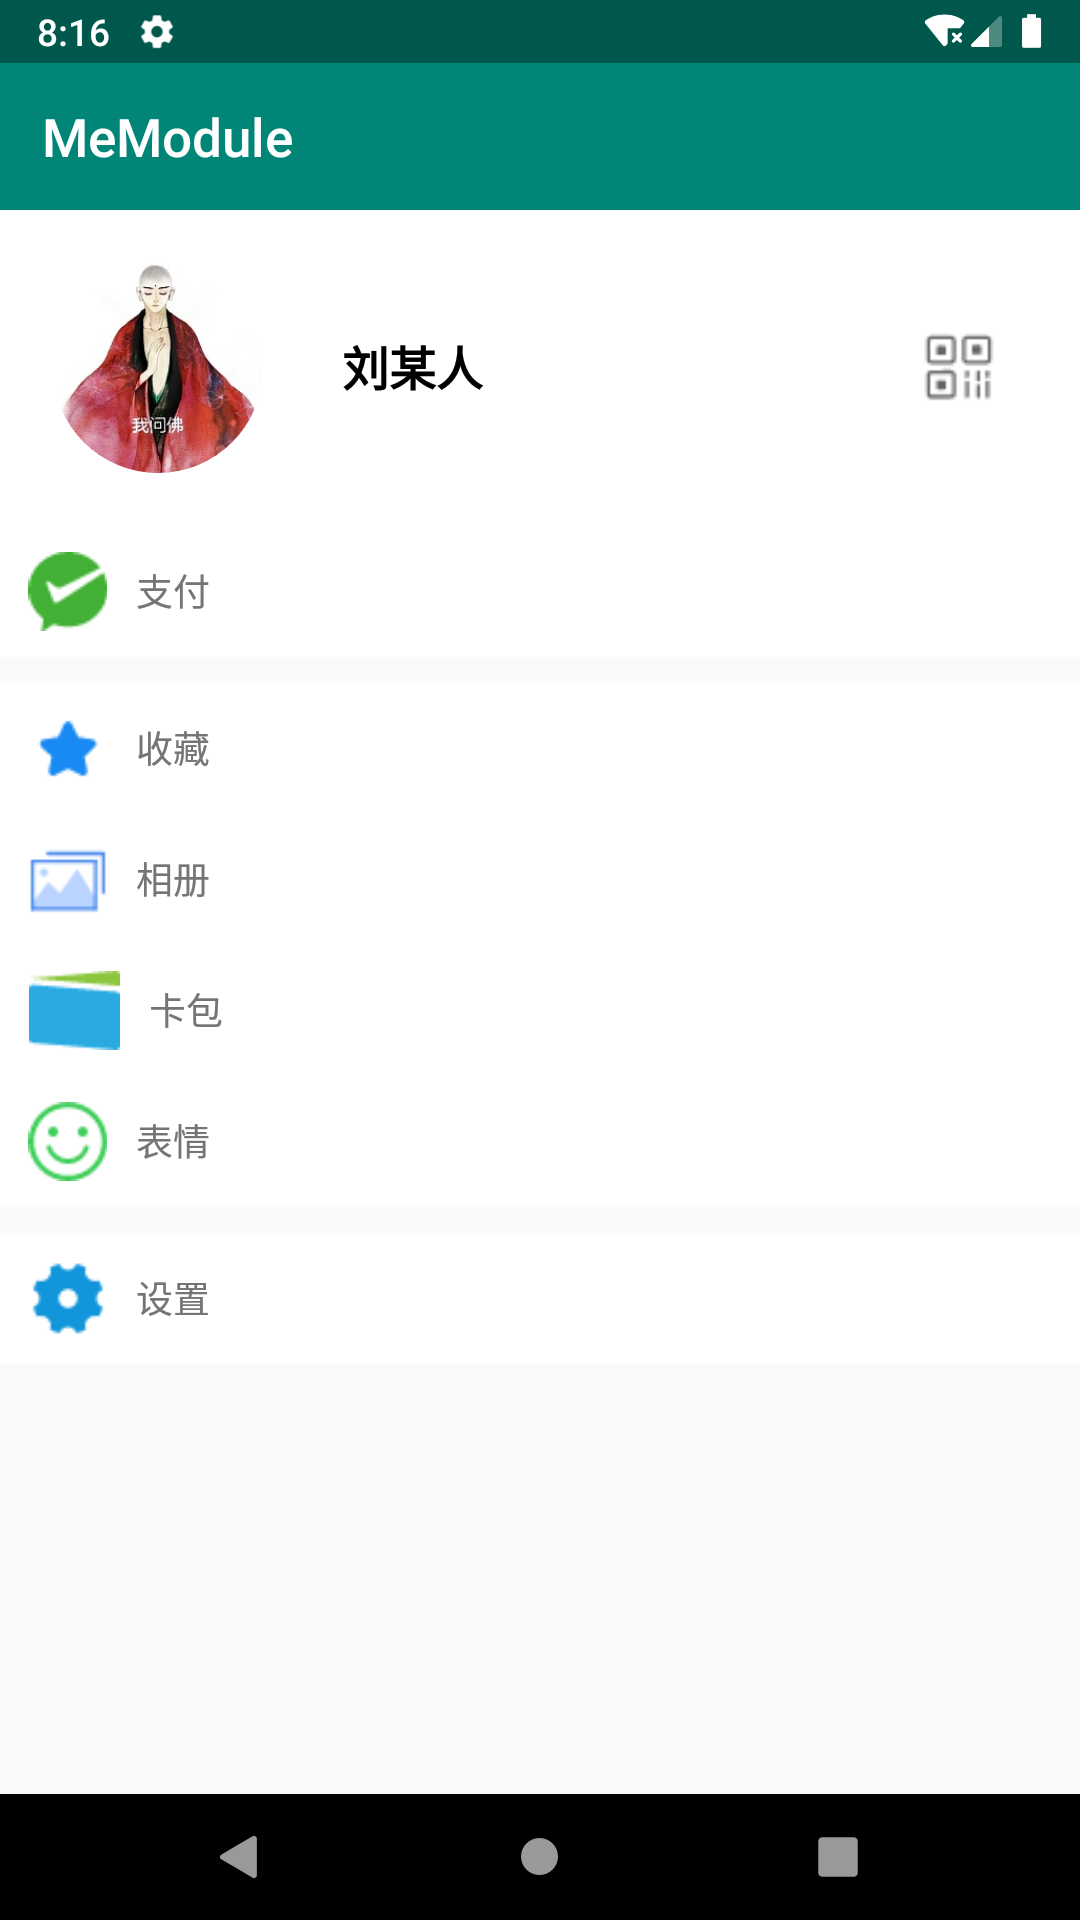 8:16
MeModule
刘某人
我问佛
支付
收藏
相册
卡包
表情
设置